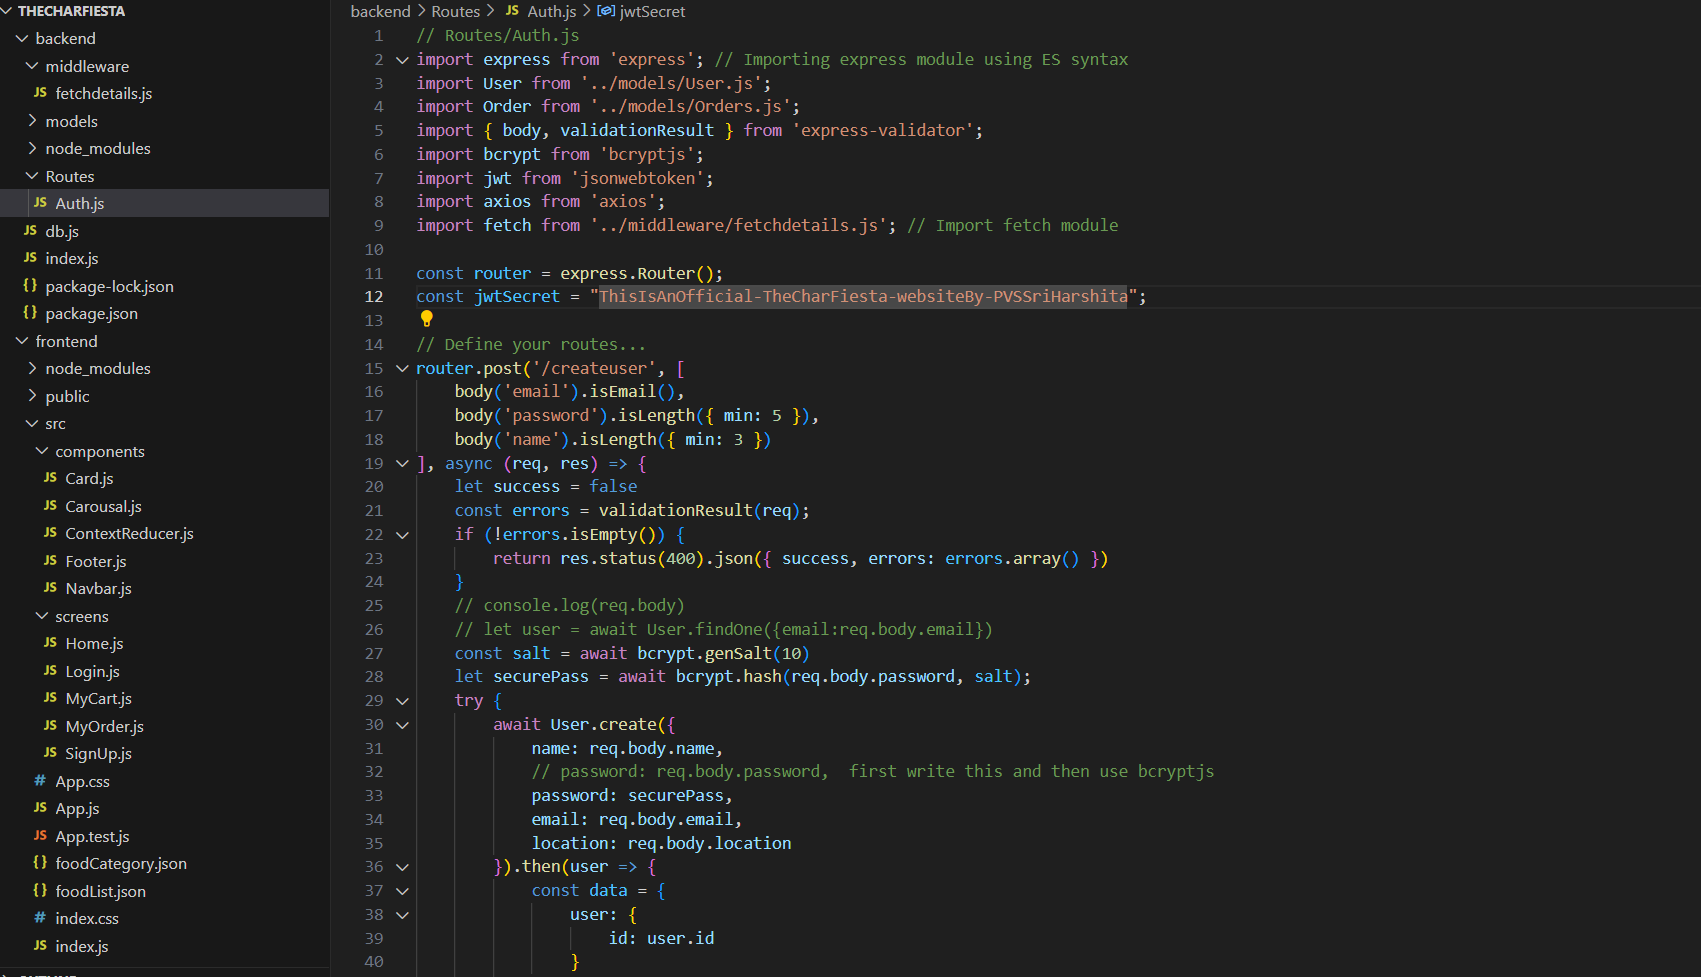 THECHARFIESTA
backend
middleware
JS fetchdetails.js
models
node_modules
Routes
JS Auth.js
JS db.js
JS index.js
{} package-lock.json
{} package.json
frontend
node_modules
public
src
components
JS Card.js
JS Carousal.js
JS ContextReducer.js
JS Footer.js
JS Navbar.js
screens
JS Home.js
JS Login.js
JS MyCart.js
JS MyOrder.js
JS SignUp.js
# App.css
JS App.js
JS App.test.js
{} foodCategory.json
{} foodList.json
# index.css
JS index.js
backend > Routes > JS Auth.js > jwtSecret
1 // Routes/Auth.js
2 import express from 'express'; // Importing express module using ES syntax
3 import User from '../models/User.js';
4 import Order from '../models/Orders.js';
5 import { body, validationResult } from 'express-validator';
6 import bcrypt from 'bcryptjs';
7 import jwt from 'jsonwebtoken';
8 import axios from 'axios';
9 import fetch from '../middleware/fetchdetails.js'; // Import fetch module
10
11 const router = express.Router();
12 const jwtSecret = "ThisIsAnOfficial-TheCharFiesta-websiteBy-PVSSriHarshita";
13
14 // Define your routes...
15 router.post('/createuser', [
16 body('email').isEmail(),
17 body('password').isLength({ min: 5 }),
18 body('name').isLength({ min: 3 })
19 ], async (req, res) => {
20 let success = false
21 const errors = validationResult(req);
22 if (!errors.isEmpty()) {
23 return res.status(400).json({ success, errors: errors.array() })
24 }
25 // console.log(req.body)
26 // let user = await User.findOne({email:req.body.email})
27 const salt = await bcrypt.genSalt(10)
28 let securePass = await bcrypt.hash(req.body.password, salt);
29 try {
30 await User.create({
31 name: req.body.name,
32 // password: req.body.password,  first write this and then use bcryptjs
33 password: securePass,
34 email: req.body.email,
35 location: req.body.location
36 }).then(user => {
37 const data = {
38 user: {
39 id: user.id
40 }